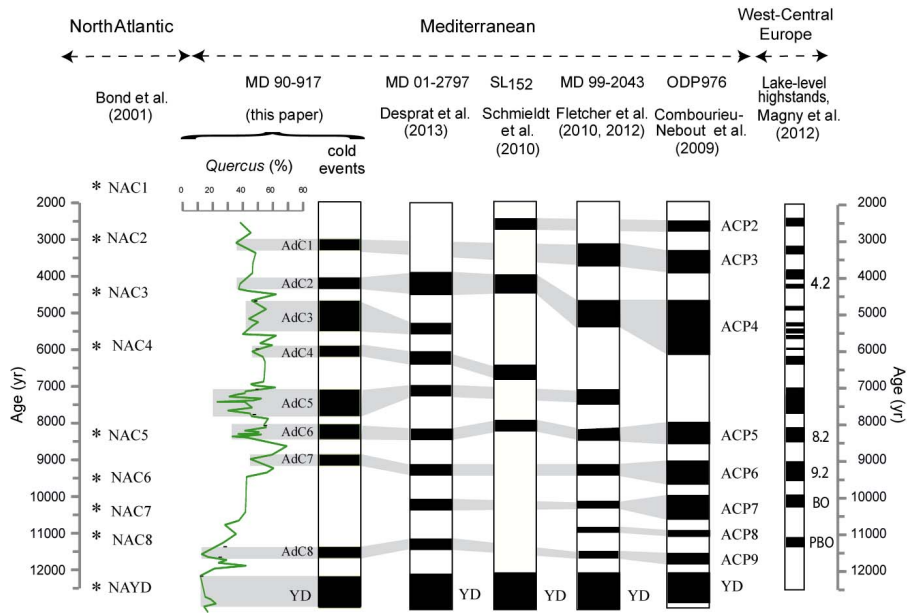 NorthAtlantic
Mediterranean
West-Central
Europe
Bond et al.
(2001)
MD 90-917
(this paper)
MD 01-2797
Desprat et al.
(2013)
SL152
Schmieldt
et al.
(2010)
MD 99-2043
Fletcher et al.
(2010, 2012)
ODP976
Combourieu-
Nebout et al.
(2009)
Lake-level
highstands,
Magny et al.
2012)
Quercus (%)
cold
events
0 20 40 60 80
Age (yr)
2000
3000
4000
5000
6000
7000
8000
9000
10000
11000
12000
* NAC1
* NAC2
* NAC3
* NAC4
* NAC5
* NAC6
* NAC7
* NAC8
* NAYD
AdC1
AdC2
AdC3
AdC4
AdC5
AdC6
AdC7
AdC8
YD
YD
YD
YD
ACP2
ACP3
ACP4
ACP5
ACP6
ACP7
ACP8
ACP9
YD
4.2
8.2
9.2
BO
PBO
2000
3000
4000
5000
6000
7000
8000
9000
10000
11000
12000
Age (yr)